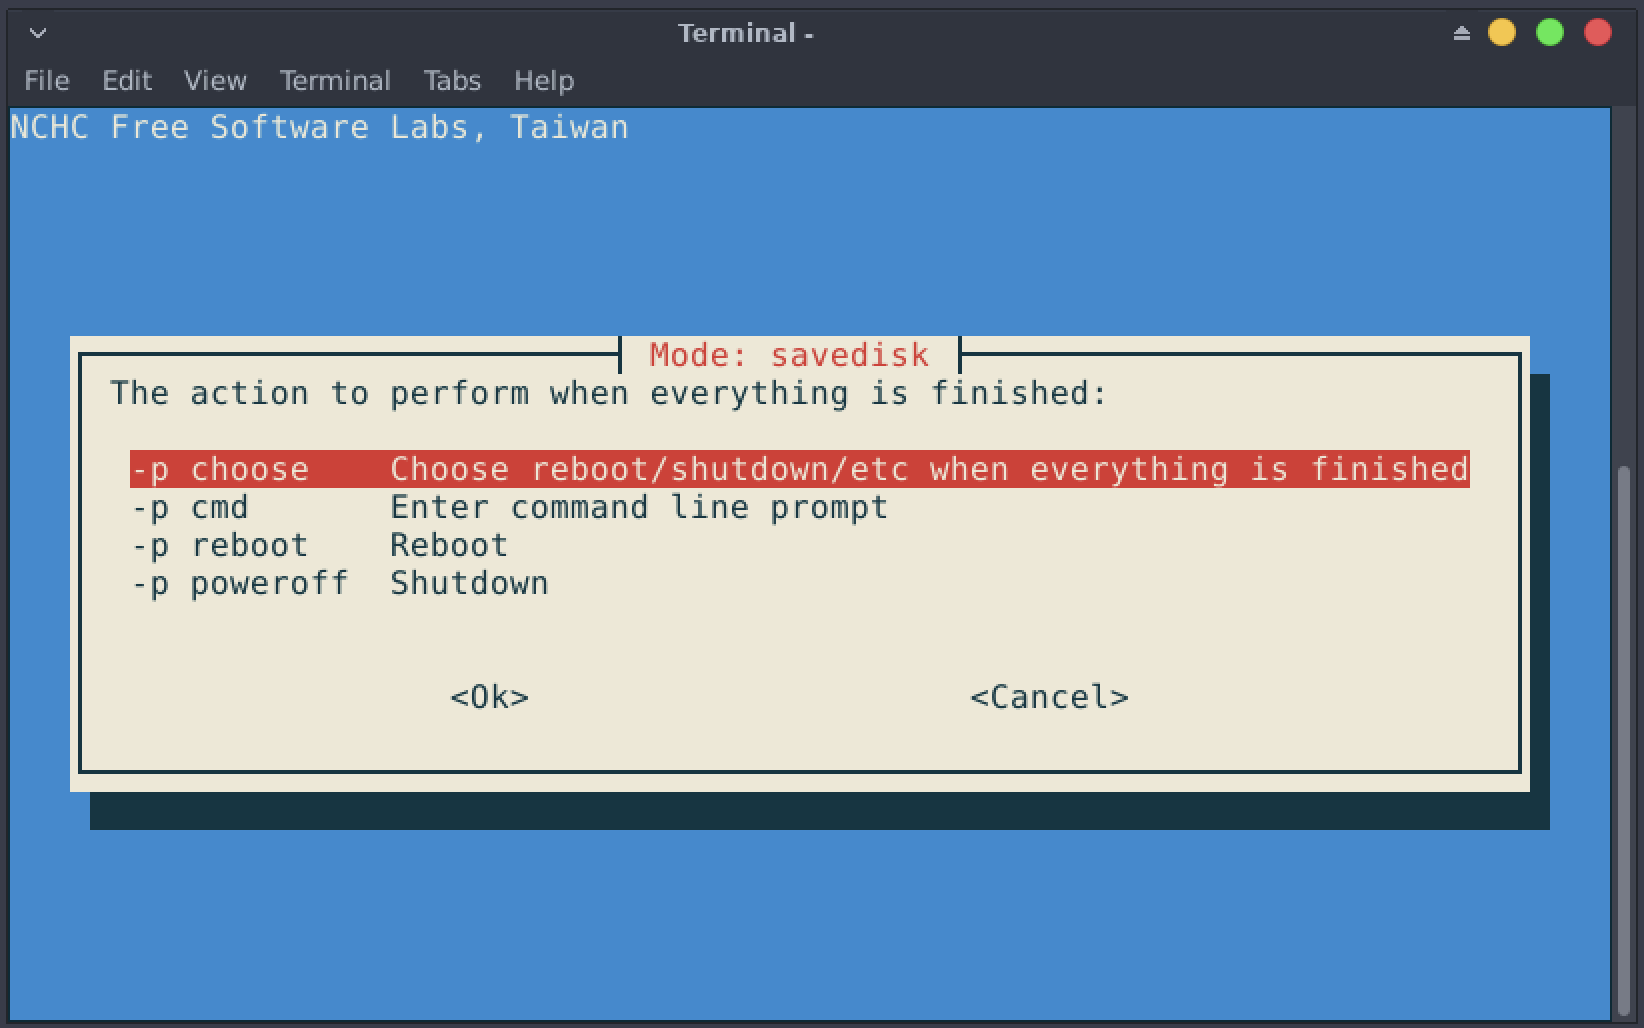 Terminal -
File Edit View Terminal Tabs Help
NCHC Free Software Labs, Taiwan
Mode: savedisk
The action to perform when everything is finished:
-p choose Choose reboot/shutdown/etc when everything is finished
-p cmd Enter command line prompt
-p reboot Reboot
-p poweroff Shutdown
<Ok> <Cancel>